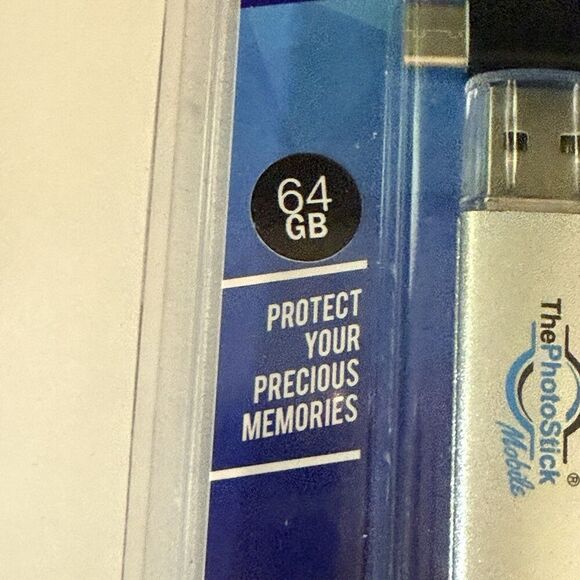 64
GB
PROTECT
YOUR
PRECIOUS
MEMORIES
ThePhotoStick®
Mobile